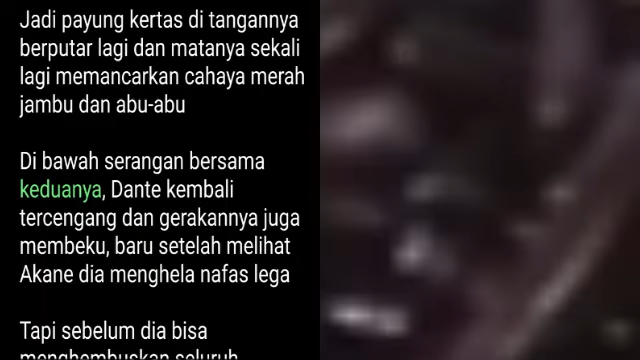 Jadi payung kertas di tangannya
berputar lagi dan matanya sekali
lagi memancarkan cahaya merah
jambu dan abu-abu
Di bawah serangan bersama
keduanya, Dante kembali
tercengang dan gerakannya juga
membeku, baru setelah melihat
Akane dia menghela nafas lega
Tapi sebelum dia bisa
menghembuskan seluruh